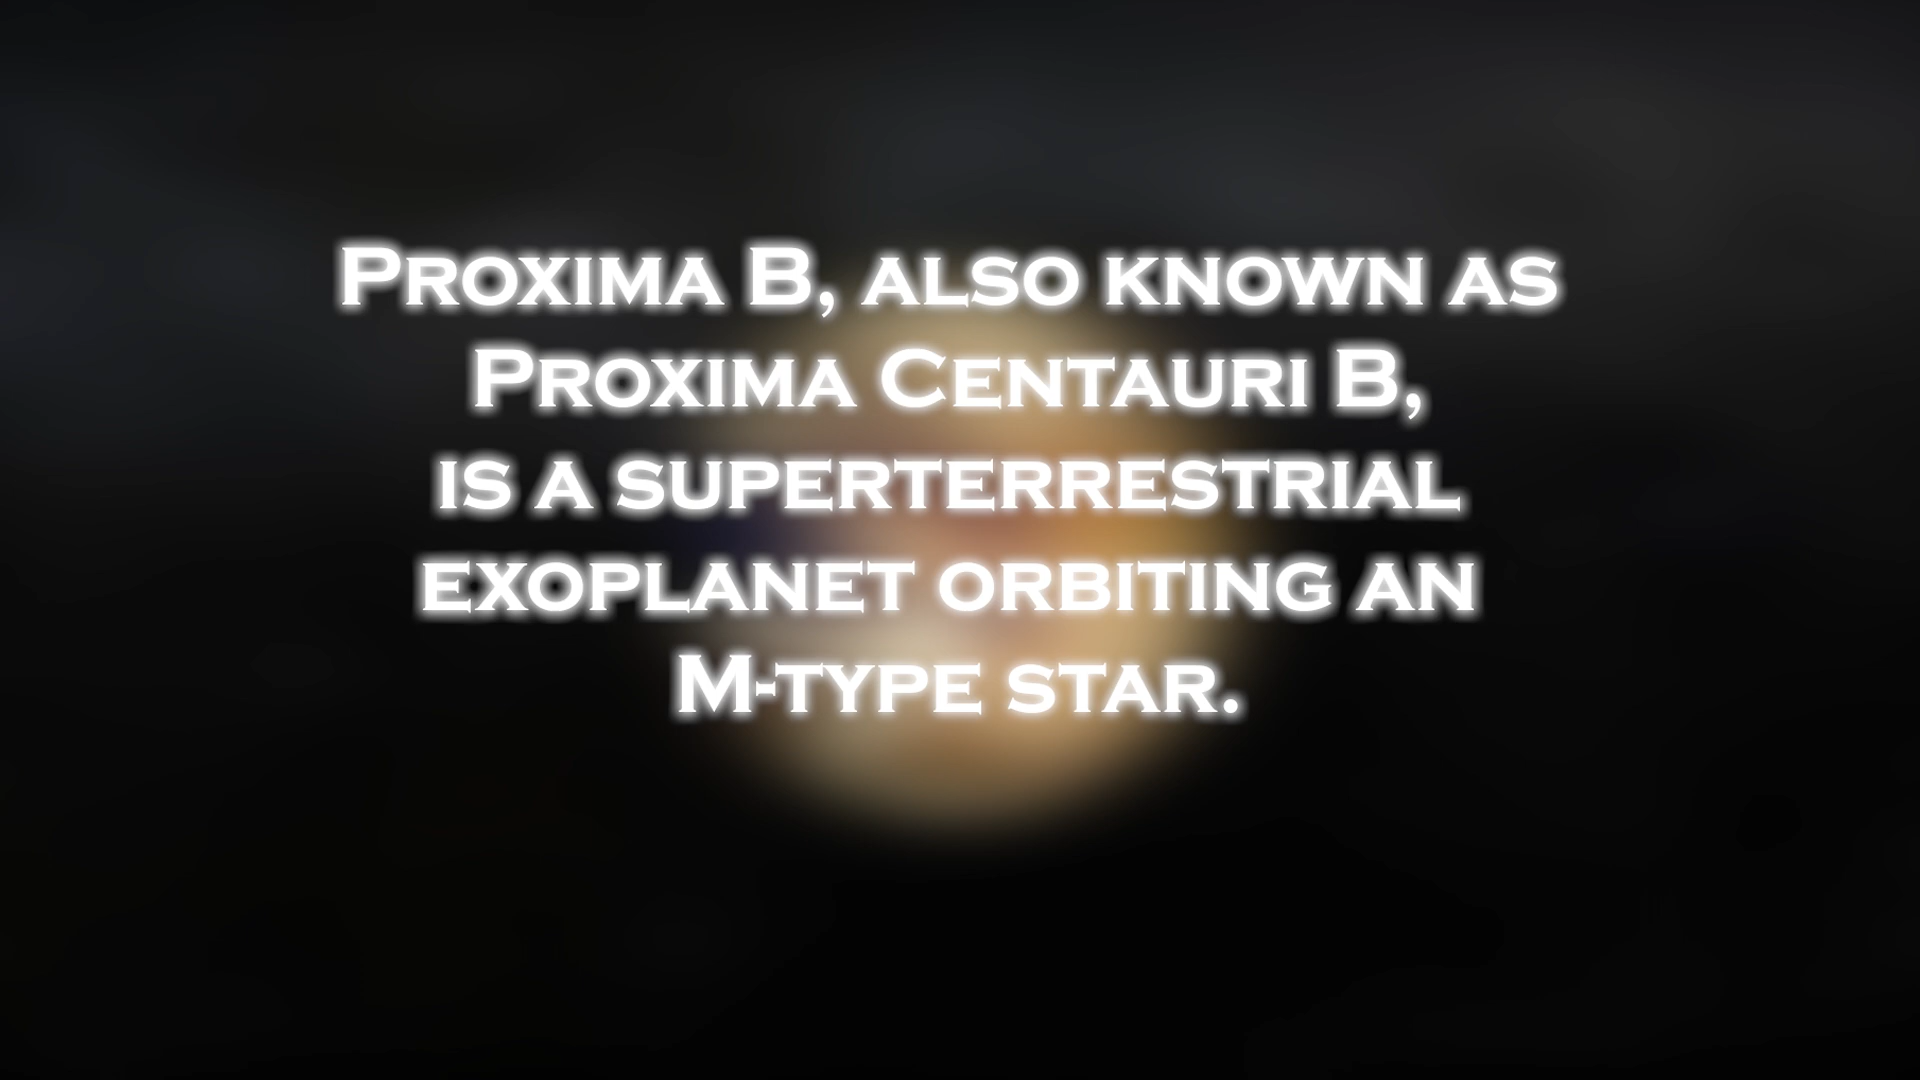 Proxima B, also known as
Proxima Centauri B,
is a superterrestrial
exoplanet orbiting an
M-type star.